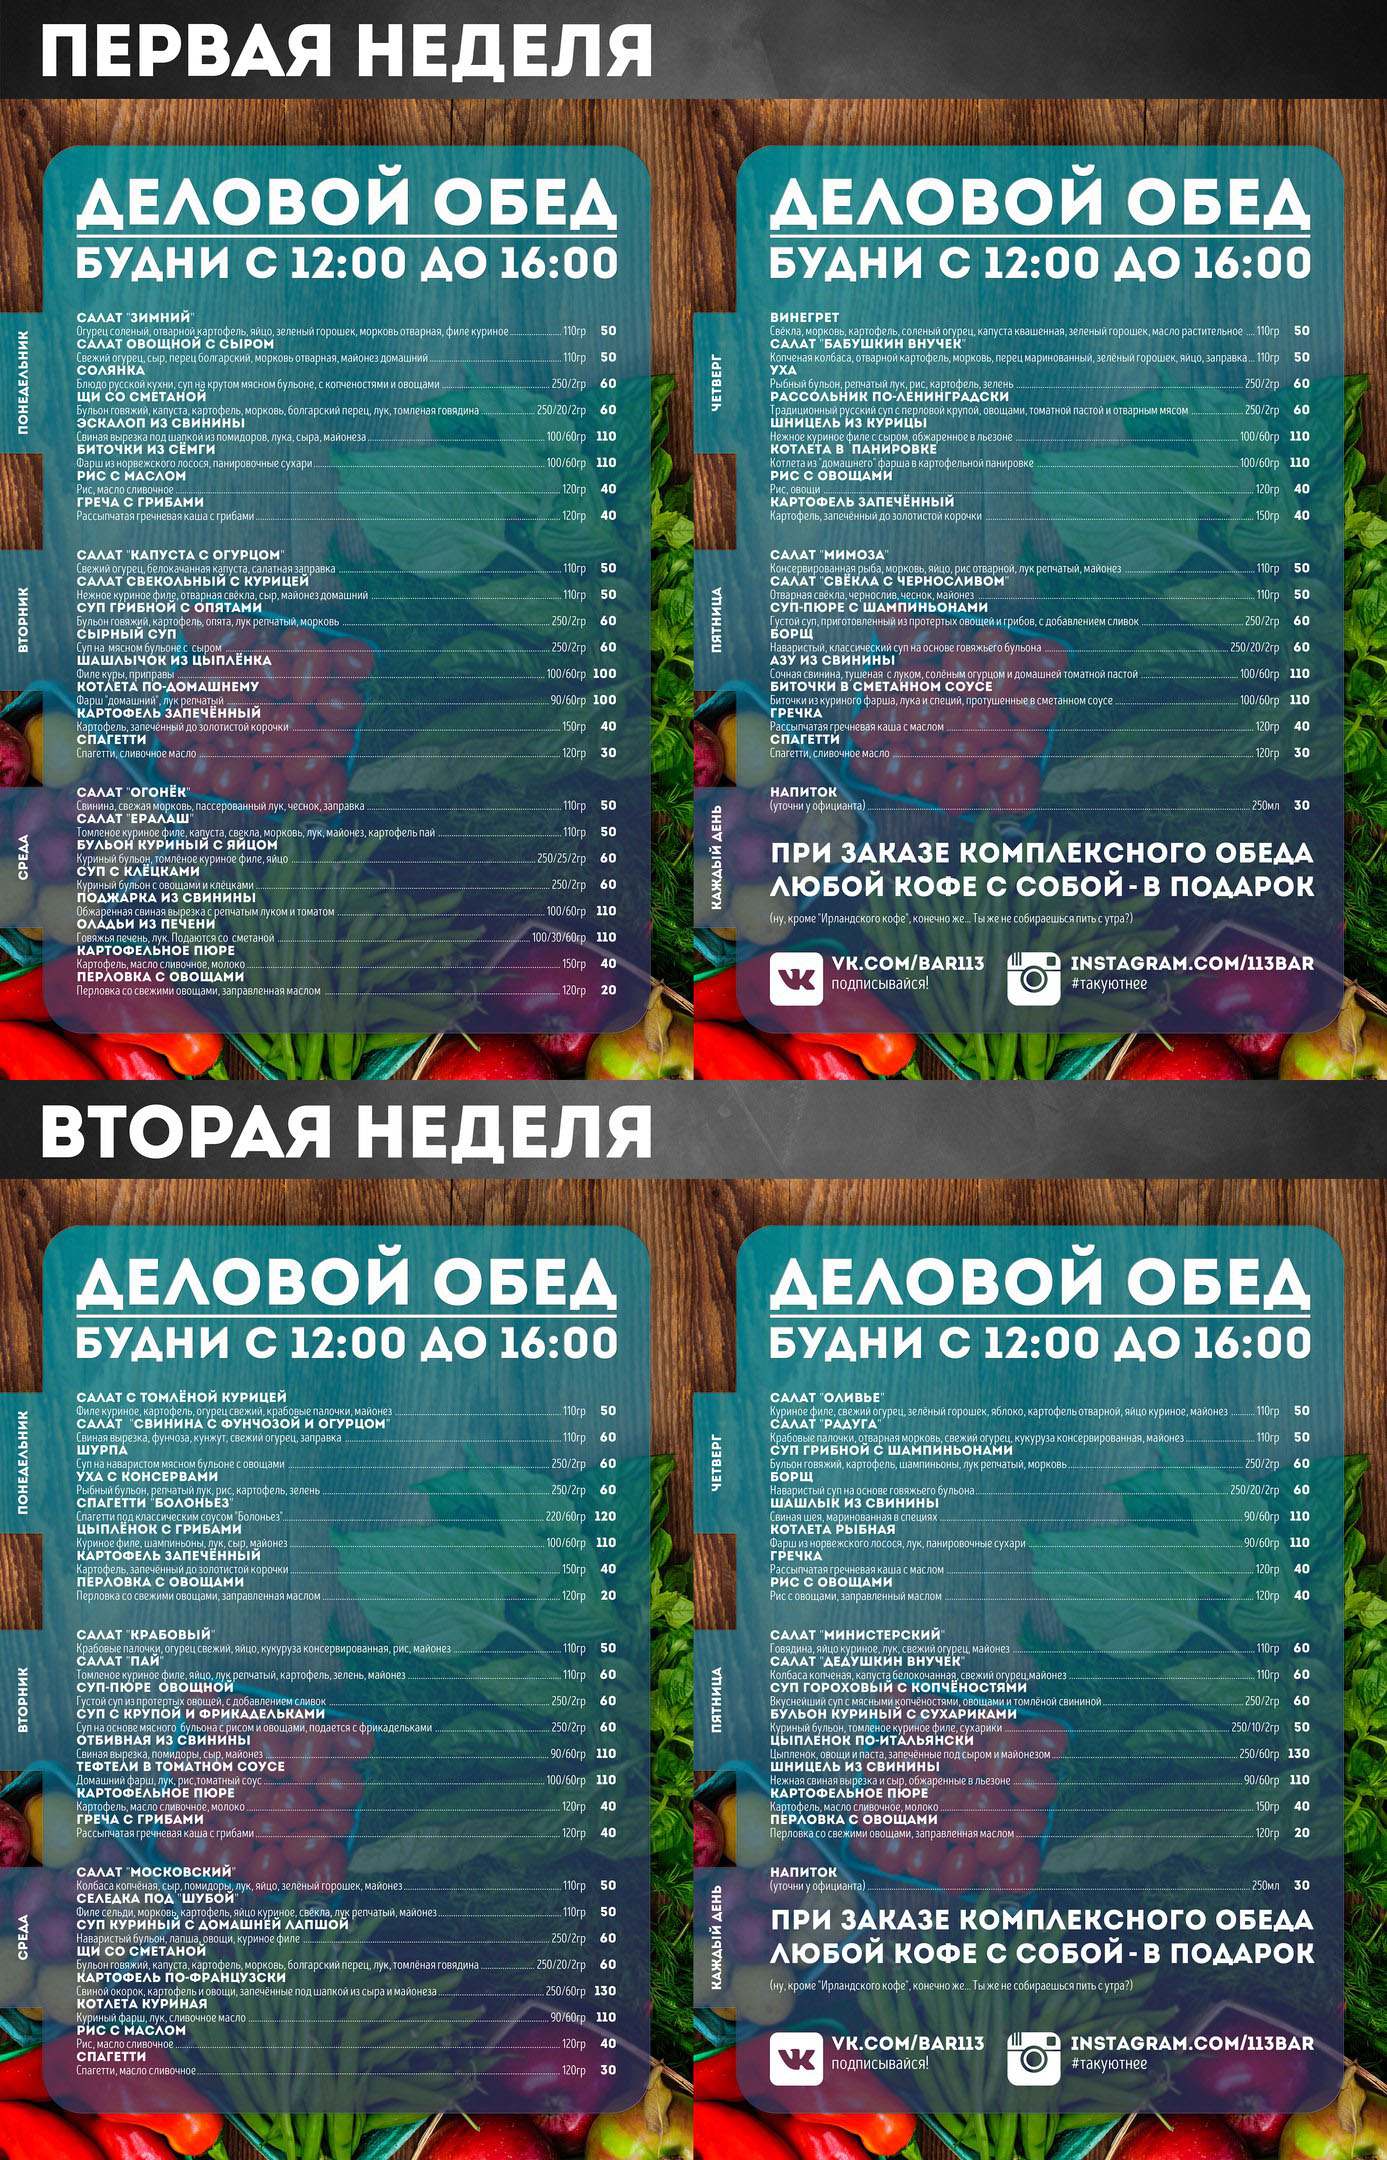 ПЕРВАЯ НЕДЕЛЯ
ДЕЛОВОЙ ОБЕД
БУДНИ С 12:00 ДО 16:00
ПОНЕДЕЛЬНИК
САЛАТ "ЗИМНИЙ"
Огурец соленый, отварной картофель, яйцо, зеленый горошек, морковь отварная, филе куриное 110гр 50
САЛАТ ОВОЩНОЙ С СЫРОМ
Свежий огурец, сыр, перец болгарский, морковь отварная, майонез домашний 110гр 50
СОЛЯНКА
Блюдо русской кухни, суп на крутом мясном бульоне, с копченостями и овощами 250/2гр 60
ЩИ СО СМЕТАНОЙ
Бульон говяжий, капуста, картофель, морковь, болгарский перец, лук, томленая говядина 250/20/2гр 60
ЭСКАЛОП ИЗ СВИНИНЫ
Свиная вырезка под шапкой из помидоров, лука, сыра, майонеза 100/60гр 110
БИТОЧКИ ИЗ СЁМГИ
Фарш из норвежского лосося, панировочные сухари 100/60гр 110
РИС С МАСЛОМ
Рис, масло сливочное 120гр 40
ГРЕЧА С ГРИБАМИ
Рассыпчатая гречневая каша с грибами 120гр 40
ВТОРНИК
САЛАТ "КАПУСТА С ОГУРЦОМ"
Свежий огурец, белокачанная капуста, салатная заправка 110гр 50
САЛАТ СВЕКОЛЬНЫЙ С КУРИЦЕЙ
Нежное куриное филе, отварная свёкла, сыр, майонез домашний 110гр 50
СУП ГРИБНОЙ С ОПЯТАМИ
Бульон говяжий, картофель, опята, лук репчатый, морковь 250/2гр 60
СЫРНЫЙ СУП
Суп на мясном бульоне с сыром 250/2гр 60
ШАШЛЫЧОК ИЗ ЦЫПЛЁНКА
Филе куры, приправы 100/60гр 100
КОТЛЕТА ПО-ДОМАШНЕМУ
Фарш "домашний", лук репчатый 90/60гр 100
КАРТОФЕЛЬ ЗАПЕЧЁННЫЙ
Картофель, запечённый до золотистой корочки 150гр 40
СПАГЕТТИ
Спагетти, сливочное масло 120гр 30
СРЕДА
САЛАТ "ОГОНЁК"
Свинина, свежая морковь, пассерованный лук, чеснок, заправка 110гр 50
САЛАТ "ЕРАЛАШ"
Томленое куриное филе, капуста, свекла, морковь, лук, майонез, картофель пай 110гр 50
БУЛЬОН КУРИНЫЙ С ЯЙЦОМ
Куриный бульон, томлёное куриное филе, яйцо 250/25/2гр 60
СУП С КЛЁЦКАМИ
Куриный бульон с овощами и клёцками 250/2гр 60
ПОДЖАРКА ИЗ СВИНИНЫ
Обжаренная свиная вырезка с репчатым луком и томатом 100/60гр 110
ОЛАДЬИ ИЗ ПЕЧЕНИ
Говяжья печень, лук. Подаются со сметаной 100/30/60гр 110
КАРТОФЕЛЬНОЕ ПЮРЕ
Картофель, масло сливочное, молоко 150гр 40
ПЕРЛОВКА С ОВОЩАМИ
Перловка со свежими овощами, заправленная маслом 120гр 20
ДЕЛОВОЙ ОБЕД
БУДНИ С 12:00 ДО 16:00
ЧЕТВЕРГ
ВИНЕГРЕТ
Свёкла, морковь, картофель, соленый огурец, капуста квашенная, зеленый горошек, масло растительное 110гр 50
САЛАТ "БАБУШКИН ВНУЧЕК"
Копченая колбаса, отварной картофель, морковь, перец маринованный, зелёный горошек, яйцо, заправка 110гр 50
УХА
Рыбный бульон, репчатый лук, рис, картофель, зелень 250/2гр 60
РАССОЛЬНИК ПО-ЛЕНИНГРАДСКИ
Традиционный русский суп с перловой крупой, овощами, томатной пастой и отварным мясом 250/2гр 60
ШНИЦЕЛЬ ИЗ КУРИЦЫ
Нежное куриное филе с сыром, обжаренное в льезоне 100/60гр 110
КОТЛЕТА В ПАНИРОВКЕ
Котлета из "домашнего" фарша в картофельной панировке 100/60гр 110
РИС С ОВОЩАМИ
Рис, овощи 120гр 40
КАРТОФЕЛЬ ЗАПЕЧЁННЫЙ
Картофель, запечённый до золотистой корочки 150гр 40
ПЯТНИЦА
САЛАТ "МИМОЗА"
Консервированная рыба, морковь, яйцо, рис отварной, лук репчатый, майонез 110гр 50
САЛАТ "СВЁКЛА С ЧЕРНОСЛИВОМ"
Отварная свёкла, чернослив, чеснок, майонез 110гр 50
СУП-ПЮРЕ С ШАМПИНЬОНАМИ
Густой суп, приготовленный из протертых овощей и грибов, с добавлением сливок 250/2гр 60
БОРЩ
Наваристый, классический суп на основе говяжьего бульона 250/20/2гр 60
АЗУ ИЗ СВИНИНЫ
Сочная свинина, тушеная с луком, солёным огурцом и домашней томатной пастой 100/60гр 110
БИТОЧКИ В СМЕТАННОМ СОУСЕ
Биточки из куриного фарша, лука и специй, протушенные в сметанном соусе 100/60гр 110
ГРЕЧКА
Рассыпчатая гречневая каша с маслом 120гр 40
СПАГЕТТИ
Спагетти, сливочное масло 120гр 30
КАЖДЫЙ ДЕНЬ
НАПИТОК
(уточни у официанта) 250мл 30
ПРИ ЗАКАЗЕ КОМПЛЕКСНОГО ОБЕДА
ЛЮБОЙ КОФЕ С СОБОЙ - В ПОДАРОК
(ну, кроме "Ирландского кофе", конечно же... Ты же не собираешься пить с утра?)
VK.COM/BAR113
подписывайся!
INSTAGRAM.COM/113BAR
#такуютнее
ВТОРАЯ НЕДЕЛЯ
ДЕЛОВОЙ ОБЕД
БУДНИ С 12:00 ДО 16:00
ПОНЕДЕЛЬНИК
САЛАТ С ТОМЛЁНОЙ КУРИЦЕЙ
Филе куриное, картофель, огурец свежий, крабовые палочки, майонез 110гр 50
САЛАТ "СВИНИНА С ФУНЧОЗОЙ И ОГУРЦОМ"
Свиная вырезка, фунчоза, кунжут, свежий огурец, заправка 110гр 60
ШУРПА
Суп на наваристом мясном бульоне с овощами 250/2гр 60
УХА С КОНСЕРВАМИ
Рыбный бульон, репчатый лук, рис, картофель, зелень 250/2гр 60
СПАГЕТТИ "БОЛОНЬЕЗ"
Спагетти под классическим соусом "Болоньез" 220/60гр 120
ЦЫПЛЁНОК С ГРИБАМИ
Куриное филе, шампиньоны, лук, сыр, майонез 100/60гр 110
КАРТОФЕЛЬ ЗАПЕЧЁННЫЙ
Картофель, запечённый до золотистой корочки 150гр 40
ПЕРЛОВКА С ОВОЩАМИ
Перловка со свежими овощами, заправленная маслом 120гр 20
ВТОРНИК
САЛАТ "КРАБОВЫЙ"
Крабовые палочки, огурец свежий, яйцо, кукуруза консервированная, рис, майонез 110гр 50
САЛАТ "ПАЙ"
Томленое куриное филе, яйцо, лук репчатый, картофель, зелень, майонез 110гр 60
СУП-ПЮРЕ ОВОЩНОЙ
Густой суп из протертых овощей, с добавлением сливок 250/2гр 60
СУП С КРУПОЙ И ФРИКАДЕЛЬКАМИ
Суп на основе мясного бульона с рисом и овощами, подается с фрикадельками 250/2гр 60
ОТБИВНАЯ ИЗ СВИНИНЫ
Свиная вырезка, помидоры, сыр, майонез 90/60гр 110
ТЕФТЕЛИ В ТОМАТНОМ СОУСЕ
Домашний фарш, лук, рис,томатный соус 100/60гр 110
КАРТОФЕЛЬНОЕ ПЮРЕ
Картофель, масло сливочное, молоко 120гр 40
ГРЕЧА С ГРИБАМИ
Рассыпчатая гречневая каша с грибами 120гр 40
СРЕДА
САЛАТ "МОСКОВСКИЙ"
Колбаса копчёная, сыр, помидоры, лук, яйцо, зелёный горошек, майонез 110гр 50
СЕЛЕДКА ПОД "ШУБОЙ"
Филе сельди, морковь, картофель, яйцо куриное, свёкла, лук репчатый, майонез 110гр 50
СУП КУРИНЫЙ С ДОМАШНЕЙ ЛАПШОЙ
Наваристый бульон, лапша, овощи, куриное филе 250/2гр 60
ЩИ СО СМЕТАНОЙ
Бульон говяжий, капуста, картофель, морковь, болгарский перец, лук, томлёная говядина 250/20/2гр 60
КАРТОФЕЛЬ ПО-ФРАНЦУЗСКИ
Свиной окорок, картофель и овощи, запечённые под шапкой из сыра и майонеза 250/60гр 130
КОТЛЕТА КУРИНАЯ
Куриный фарш, лук, сливочное масло 90/60гр 110
РИС С МАСЛОМ
Рис, масло сливочное 120гр 40
СПАГЕТТИ
Спагетти, масло сливочное 120гр 30
ДЕЛОВОЙ ОБЕД
БУДНИ С 12:00 ДО 16:00
ЧЕТВЕРГ
САЛАТ "ОЛИВЬЕ"
Куриное филе, свежий огурец, зелёный горошек, яблоко, картофель отварной, яйцо куриное, майонез 110гр 50
САЛАТ "РАДУГА"
Крабовые палочки, отварная морковь, свежий огурец, кукуруза консервированная, майонез 110гр 50
СУП ГРИБНОЙ С ШАМПИНЬОНАМИ
Бульон говяжий, картофель, шампиньоны, лук репчатый, морковь 250/2гр 60
БОРЩ
Наваристый суп на основе говяжьего бульона 250/20/2гр 60
ШАШЛЫК ИЗ СВИНИНЫ
Свиная шея, маринованная в специях 90/60гр 110
КОТЛЕТА РЫБНАЯ
Фарш из норвежского лосося, лук, панировочные сухари 90/60гр 110
ГРЕЧКА
Рассыпчатая гречневая каша с маслом 120гр 40
РИС С ОВОЩАМИ
Рис с овощами, заправленный маслом 120гр 40
ПЯТНИЦА
САЛАТ "МИНИСТЕРСКИЙ"
Говядина, яйцо куриное, лук, свежий огурец, майонез 110гр 60
САЛАТ "ДЕДУШКИН ВНУЧЕК"
Колбаса копченая, капуста белокочанная, свежий огурец,майонез 110гр 60
СУП ГОРОХОВЫЙ С КОПЧЁНОСТЯМИ
Вкуснейший суп с мясными копчёностями, овощами и томлёной свининой 250/2гр 60
БУЛЬОН КУРИНЫЙ С СУХАРИКАМИ
Куриный бульон, томленое куриное филе, сухарики 250/10/2гр 50
ЦЫПЛЕНОК ПО-ИТАЛЬЯНСКИ
Цыпленок, овощи и паста, запечённые под сыром и майонезом 250/60гр 130
ШНИЦЕЛЬ ИЗ СВИНИНЫ
Нежная свиная вырезка и сыр, обжаренные в льезоне 90/60гр 110
КАРТОФЕЛЬНОЕ ПЮРЕ
Картофель, масло сливочное, молоко 150гр 40
ПЕРЛОВКА С ОВОЩАМИ
Перловка со свежими овощами, заправленная маслом 120гр 20
КАЖДЫЙ ДЕНЬ
НАПИТОК
(уточни у официанта) 250мл 30
ПРИ ЗАКАЗЕ КОМПЛЕКСНОГО ОБЕДА
ЛЮБОЙ КОФЕ С СОБОЙ - В ПОДАРОК
(ну, кроме "Ирландского кофе", конечно же... Ты же не собираешься пить с утра?)
VK.COM/BAR113
подписывайся!
INSTAGRAM.COM/113BAR
#такуютнее